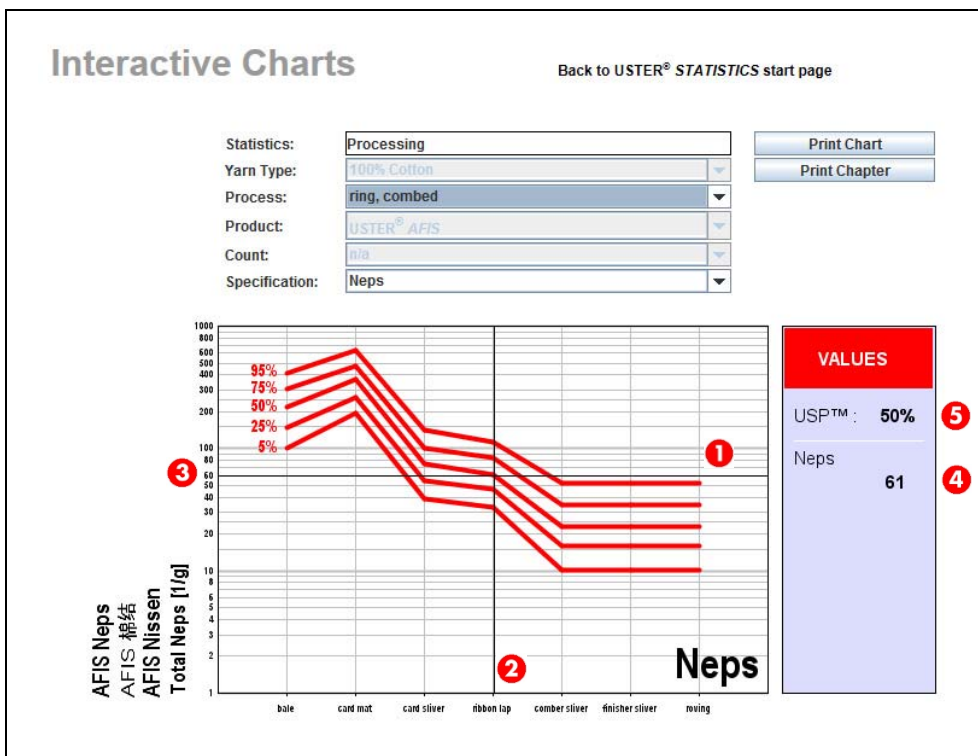 Interactive Charts
Back to USTER® STATISTICS start page
Statistics: Processing
Print Chart
Yarn Type: 100% Cotton
Print Chapter
Process: ring, combed
Product: USTER® AFIS
Count: n/a
Specification: Neps
1000
800
600
500
400
300
200
100
80
60
50
40
30
20
10
8
6
5
4
3
2
1
95%
75%
50%
25%
5%
1
2
3
AFIS Neps
AFIS 棉结
AFIS Nissen
Total Neps [1/g]
Neps
bale card mat card sliver ribbon lap comber sliver finisher sliver roving
VALUES
USP™ : 50%
5
Neps
61
4